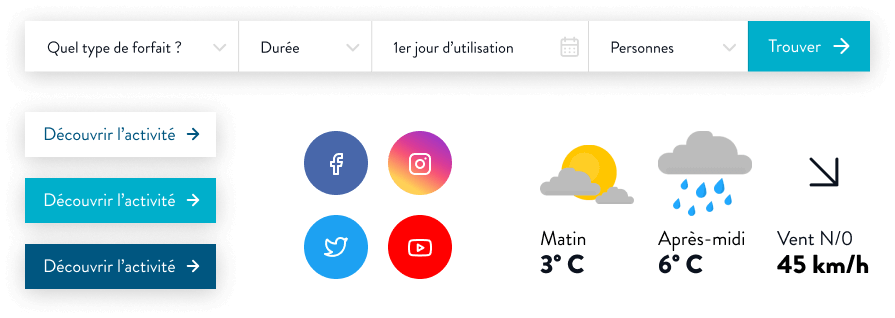 Quel type de forfait ?
Durée
1er jour d'utilisation
Personnes
Trouver
Découvrir l'activité
Découvrir l'activité
Découvrir l'activité
Matin
3° C
Après-midi
6° C
Vent N/0
45 km/h